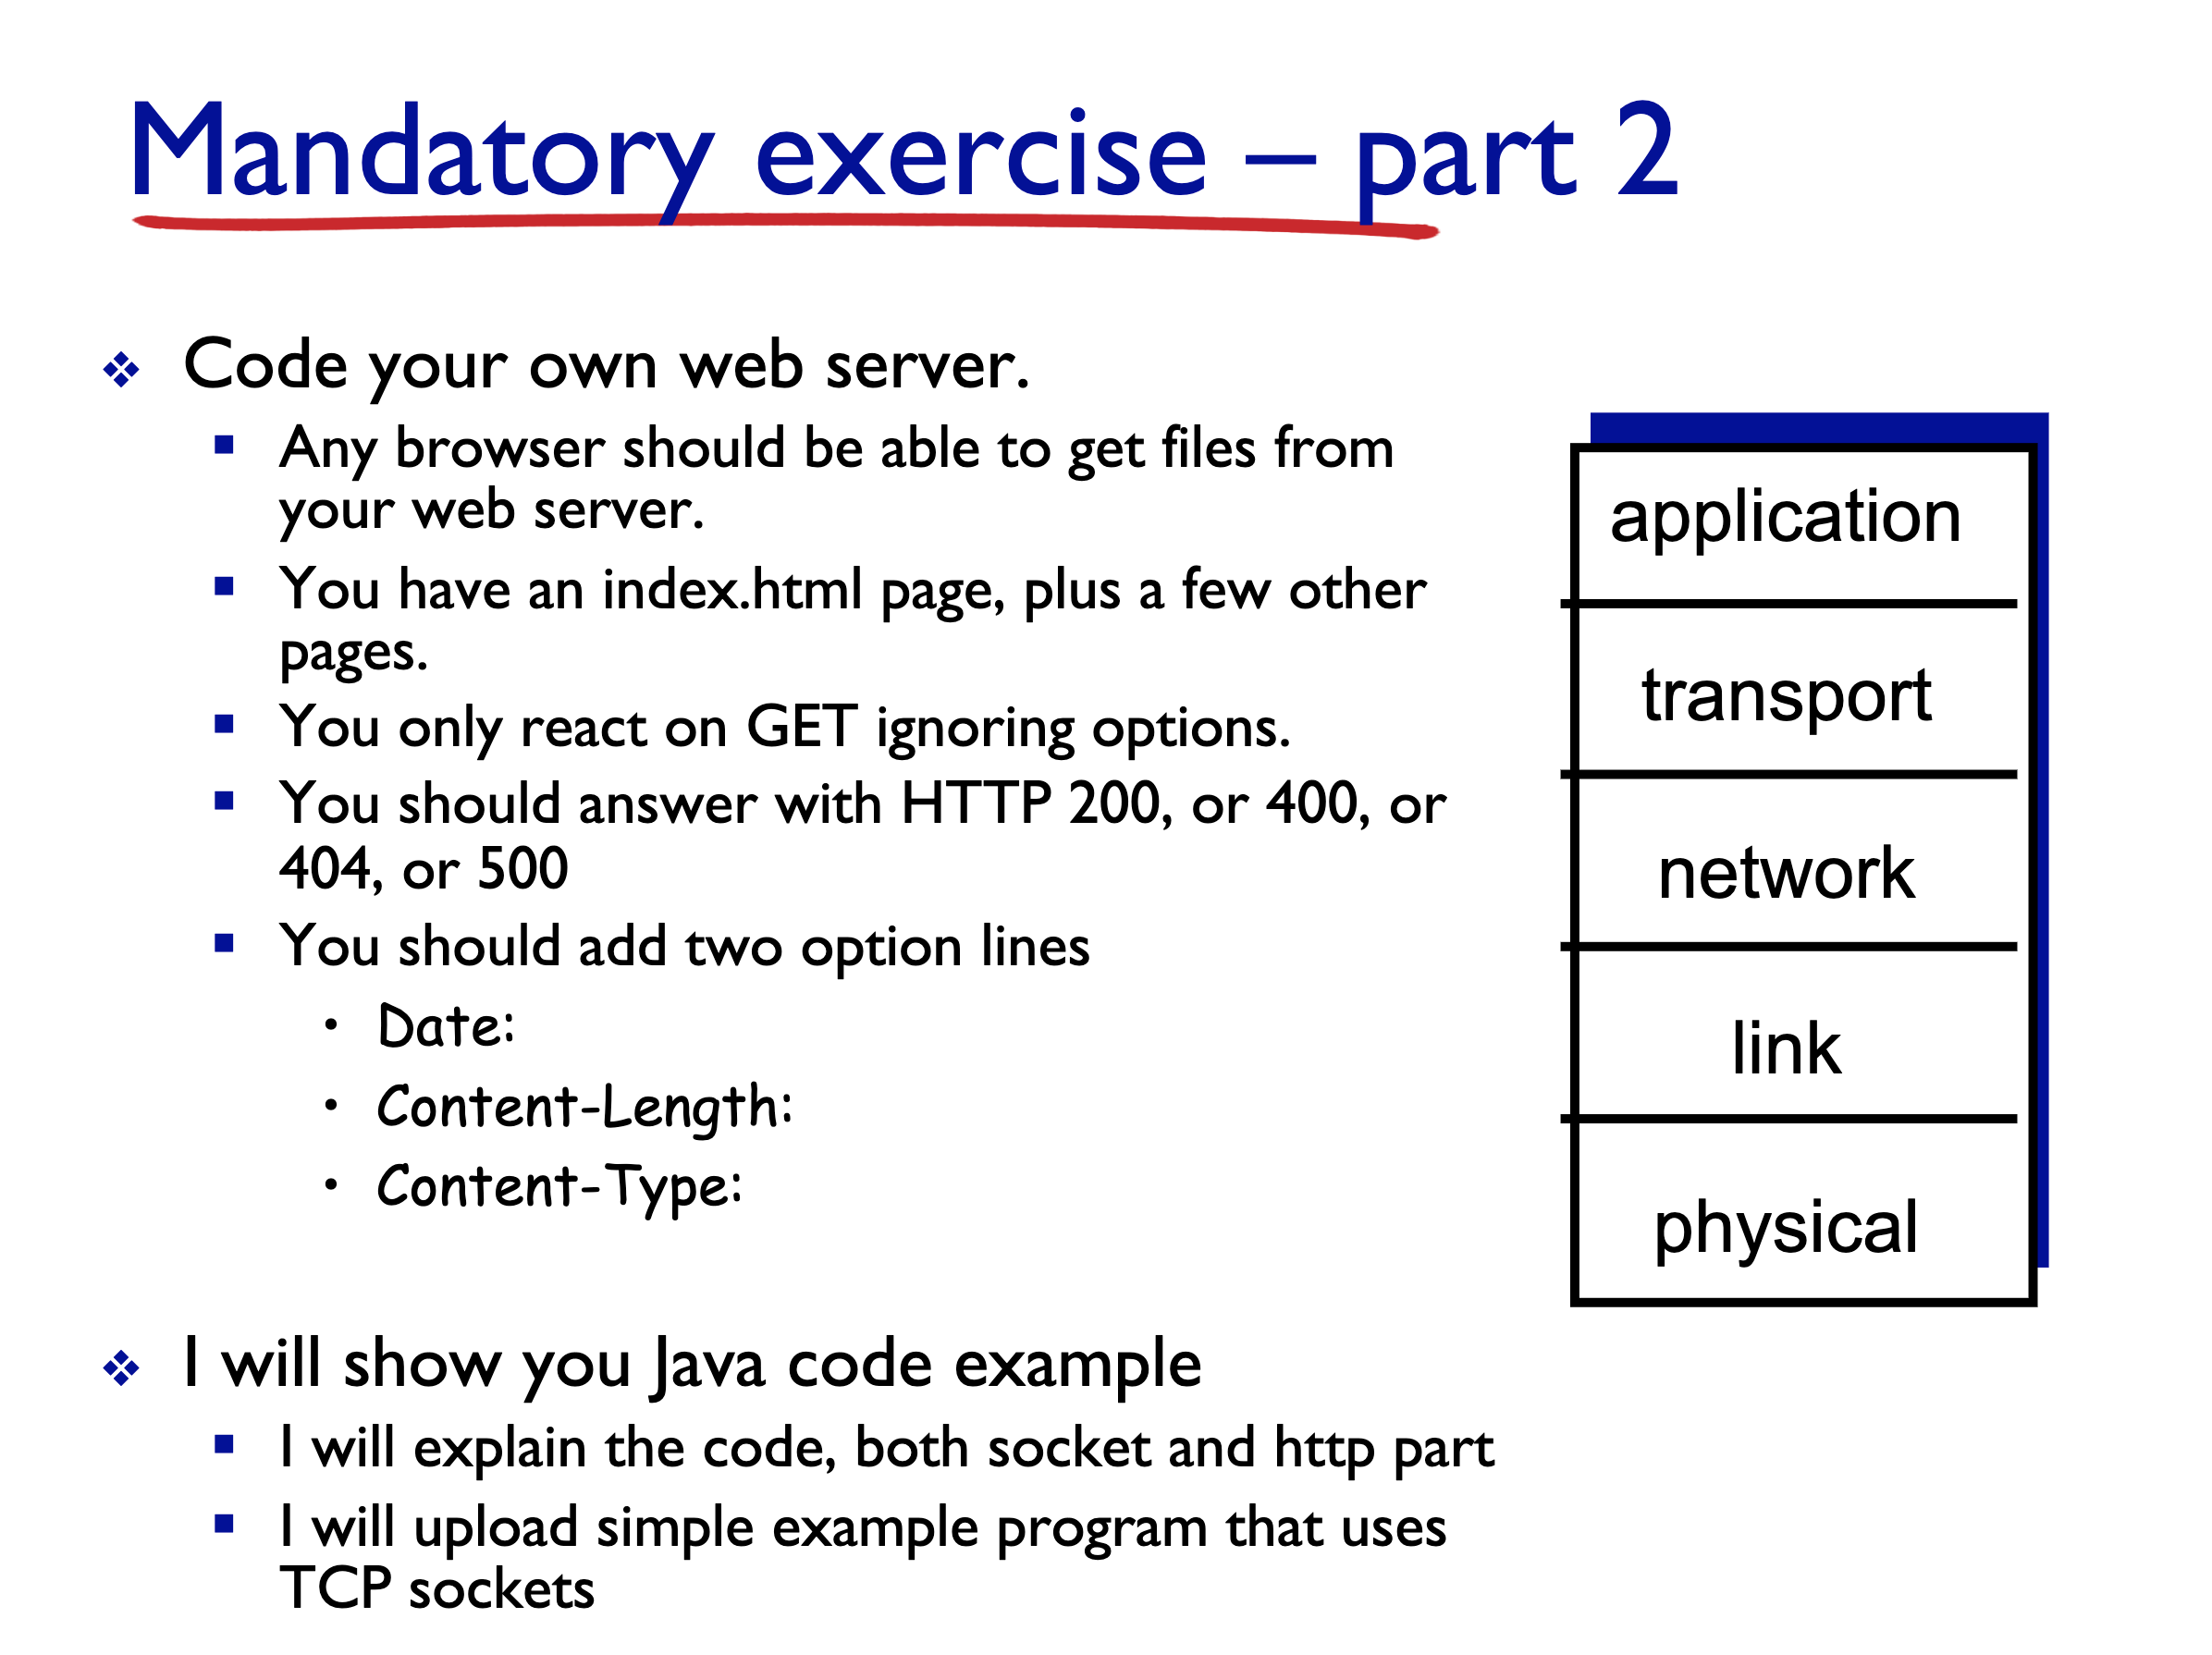 Mandatory exercise – part 2
Code your own web server.
Any browser should be able to get files from
your web server.
You have an index.html page, plus a few other
pages.
You only react on GET ignoring options.
You should answer with HTTP 200, or 400, or
404, or 500
You should add two option lines
Date:
Content-Length:
Content-Type:
I will show you Java code example
I will explain the code, both socket and http part
I will upload simple example program that uses
TCP sockets
application
transport
network
link
physical